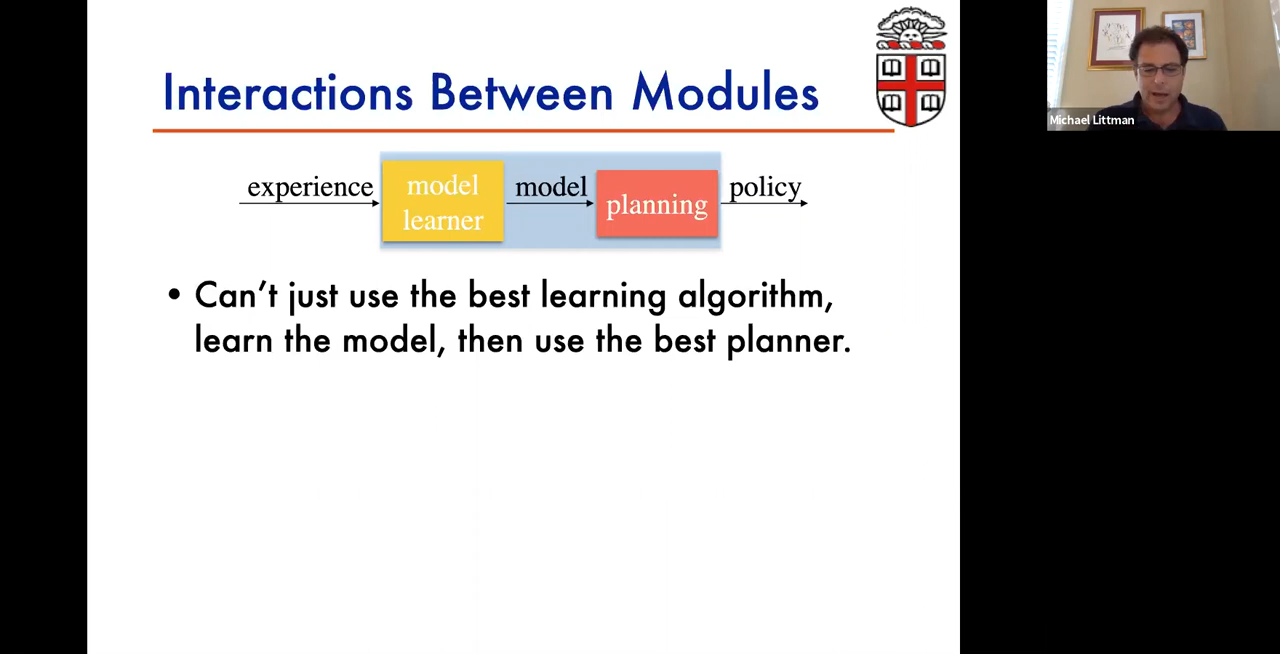 Interactions Between Modules
experience
model
learner
model
planning
policy
• Can't just use the best learning algorithm,
learn the model, then use the best planner.
Michael Littman